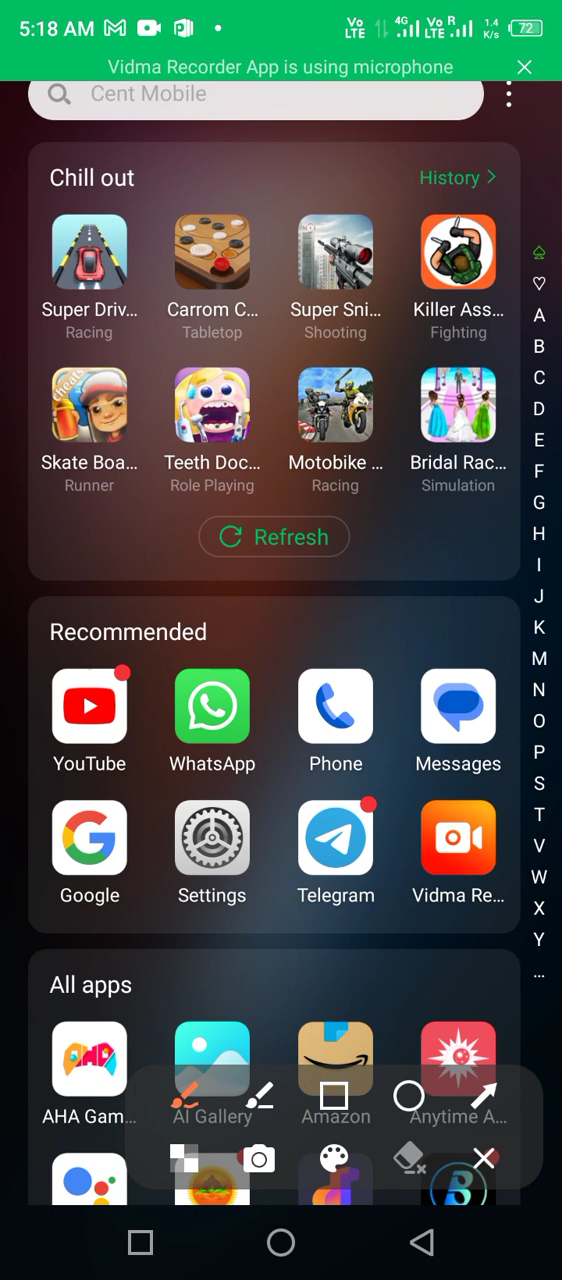 5:18 AM Vo LTE 4G Vo LTE R 1.4 K/s 72
Vidma Recorder App is using microphone
Cent Mobile
Chill out History
Super Driv... Carrom C... Super Sni... Killer Ass...
Racing Tabletop Shooting Fighting
cheats
Skate Boa... Teeth Doc... Motobike ... Bridal Rac...
Runner Role Playing Racing Simulation
Refresh
Recommended
YouTube WhatsApp Phone Messages
Google Settings Telegram Vidma Re...
All apps
AHA Gam... AI Gallery Amazon Anytime A...
A
B
C
D
E
F
G
H
I
J
K
M
N
O
P
S
T
V
W
X
Y
...